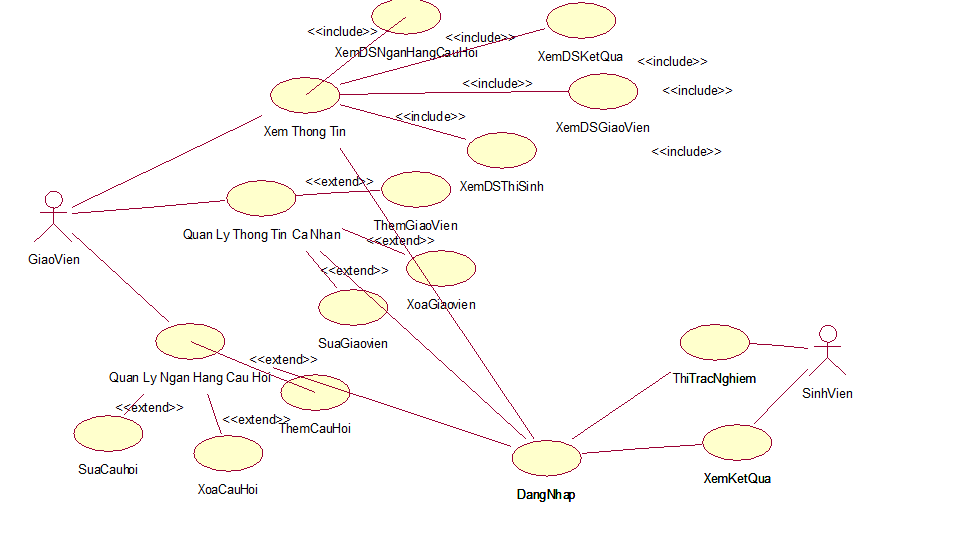 <<include>>
<<include>>
XemDSNganHangCauHoi
XemDSKetQua
<<include>>
<<include>>
<<include>>
<<include>>
XemDSGiaoVien
Xem Thong Tin
<<include>>
XemDSThiSinh
<<extend>>
ThemGiaoVien
Quan Ly Thong Tin Ca Nhan
<<extend>>
GiaoVien
<<extend>>
XoaGiaovien
SuaGiaovien
<<extend>>
Quan Ly Ngan Hang Cau Hoi
ThiTracNghiem
SinhVien
<<extend>>
<<extend>>
ThemCauHoi
SuaCauhoi
XoaCauHoi
XemKetQua
DangNhap